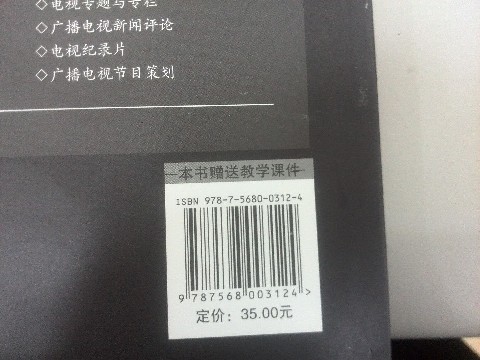 ◇电视专题与专栏
◇广播电视新闻评论
◇电视纪录片
◇广播电视节目策划
本书赠送教学课件
ISBN 978-7-5680-0312-4
9 787568 003124 >
定价：35.00元